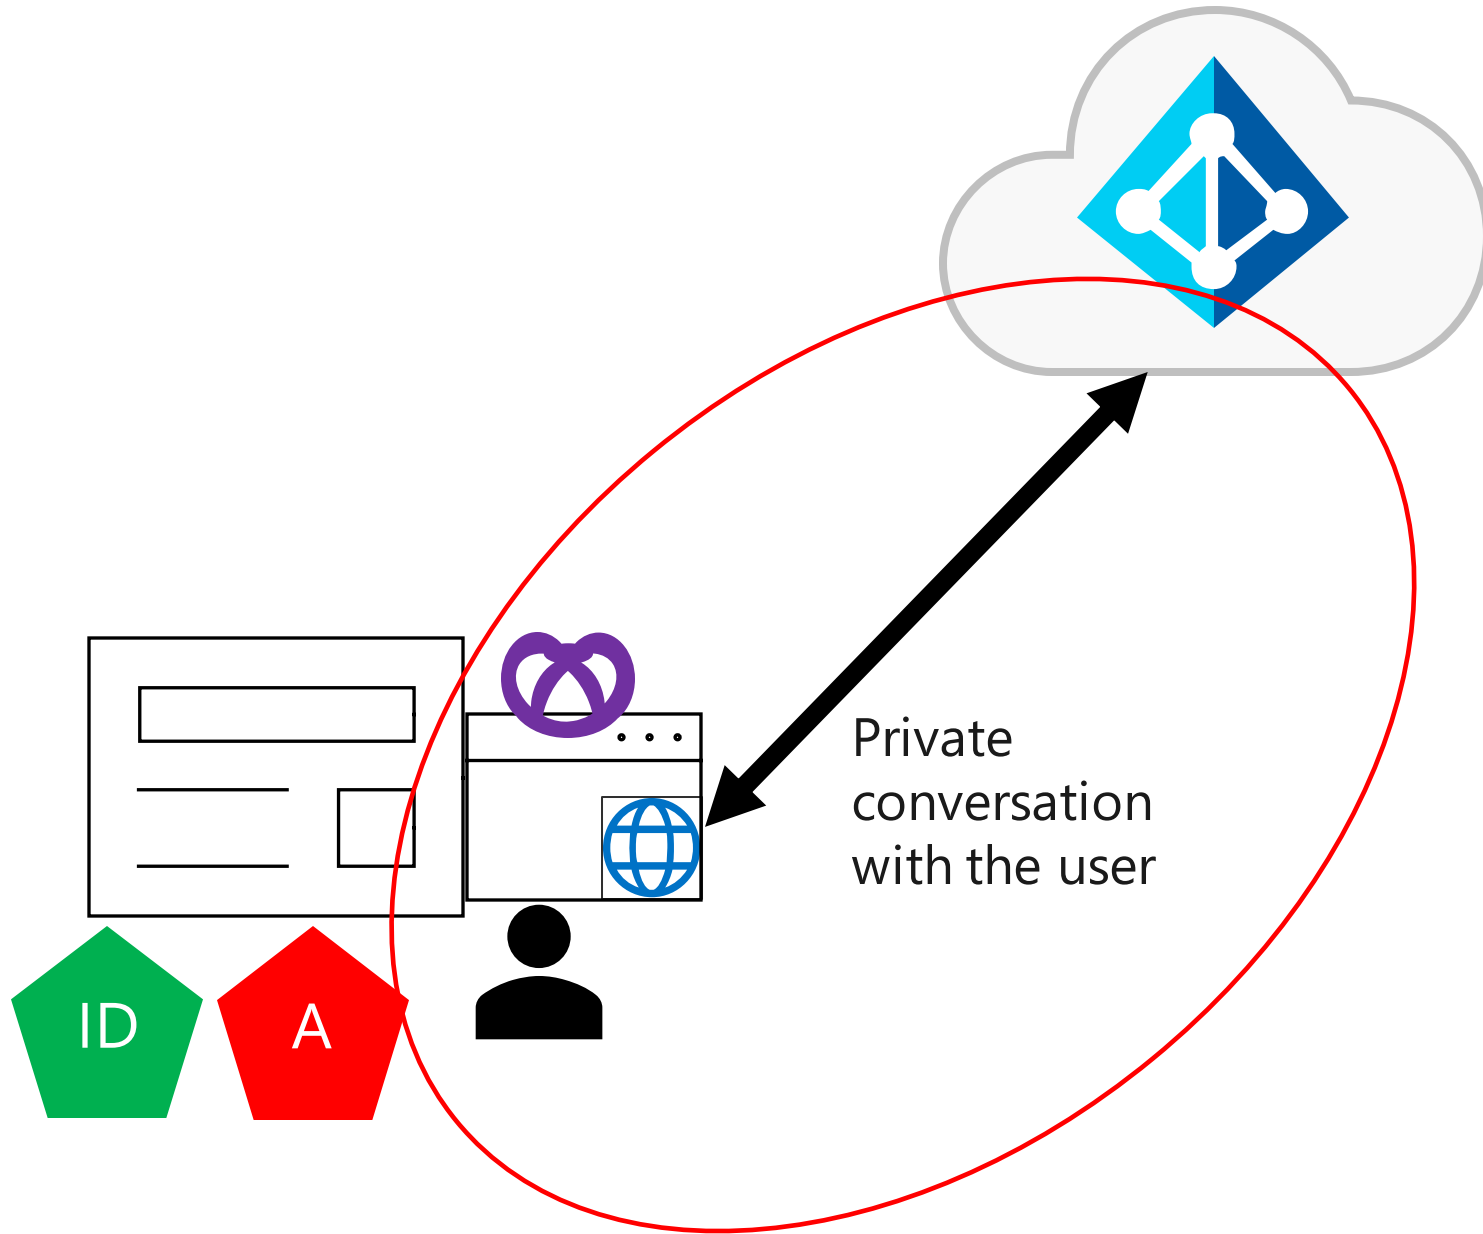 Private
conversation
with the user
ID
A